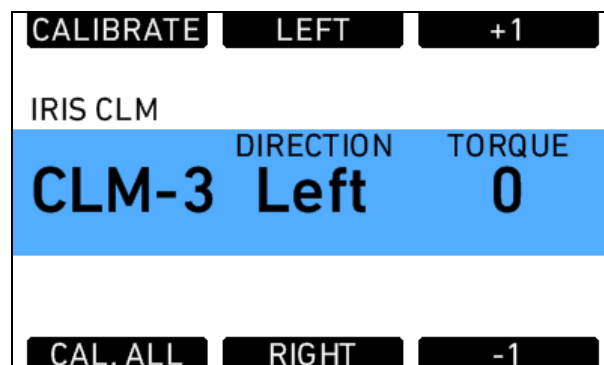 CALIBRATE LEFT +1
IRIS CLM
DIRECTION TORQUE
CLM-3 Left 0
CAL. ALL RIGHT -1